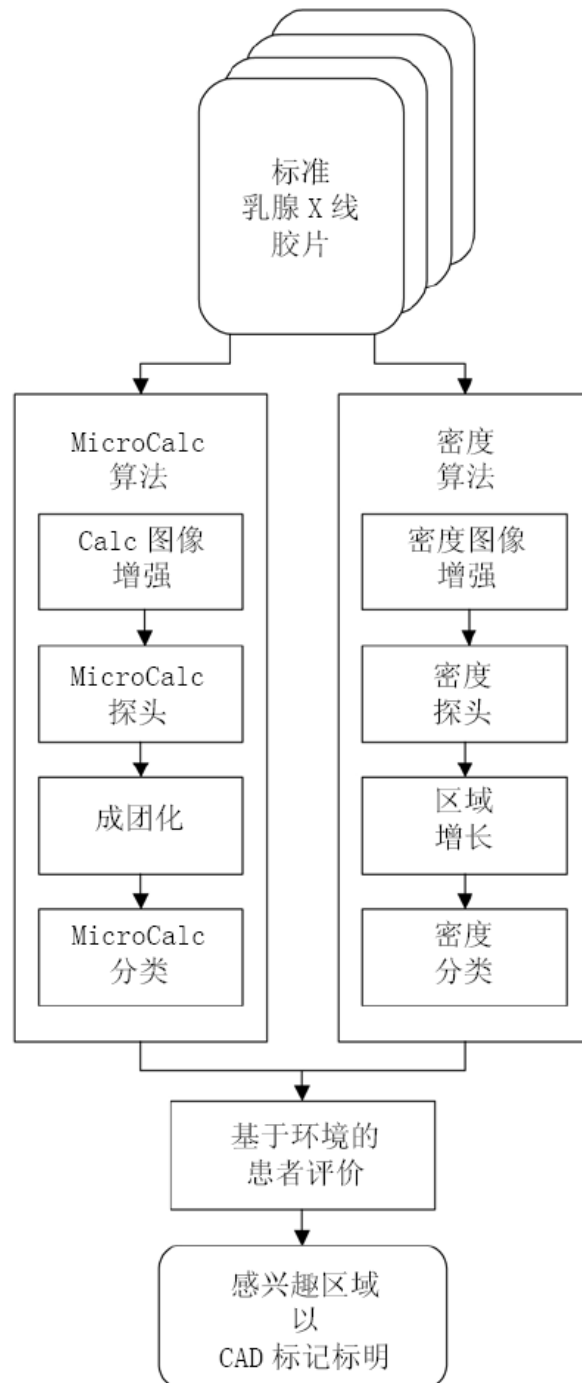 标准
乳腺 X 线
胶片
MicroCalc
算法
Calc 图像
增强
MicroCalc
探头
成团化
MicroCalc
分类
密度
算法
密度图像
增强
密度
探头
区域
增长
密度
分类
基于环境的
患者评价
感兴趣区域
以
CAD 标记标明